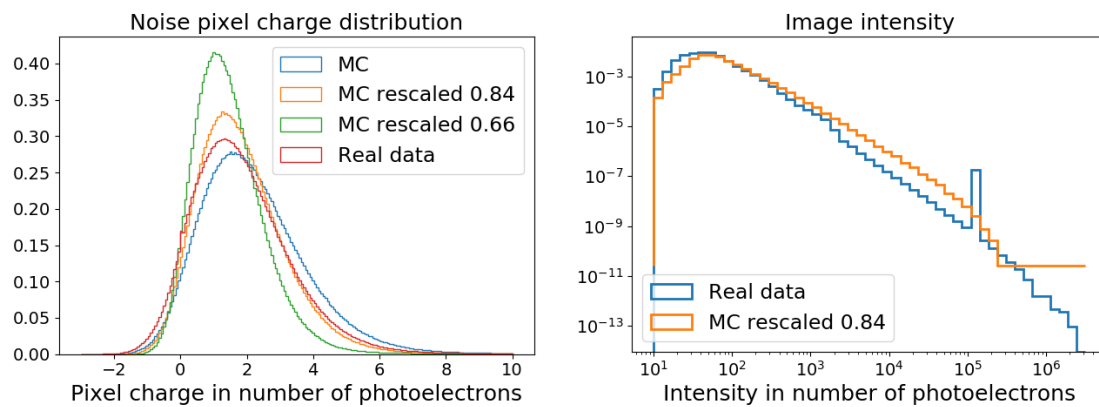 Noise pixel charge distribution
0.40
0.35
0.30
0.25
0.20
0.15
0.10
0.05
0.00
MC
MC rescaled 0.84
MC rescaled 0.66
Real data
−2 0 2 4 6 8 10
Pixel charge in number of photoelectrons
Image intensity
10⁻³
10⁻⁵
10⁻⁷
10⁻⁹
10⁻¹¹
10⁻¹³
Real data
MC rescaled 0.84
10¹ 10² 10³ 10⁴ 10⁵ 10⁶
Intensity in number of photoelectrons